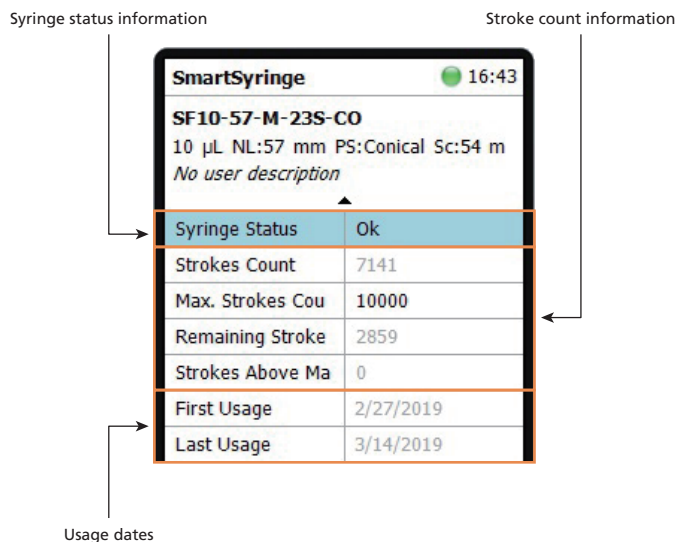 Syringe status information
Stroke count information
SmartSyringe 16:43
SF10-57-M-23S-CO
10 µL NL:57 mm PS:Conical Sc:54 m
No user description
Syringe Status Ok
Strokes Count 7141
Max. Strokes Cou 10000
Remaining Stroke 2859
Strokes Above Ma 0
First Usage 2/27/2019
Last Usage 3/14/2019
Usage dates